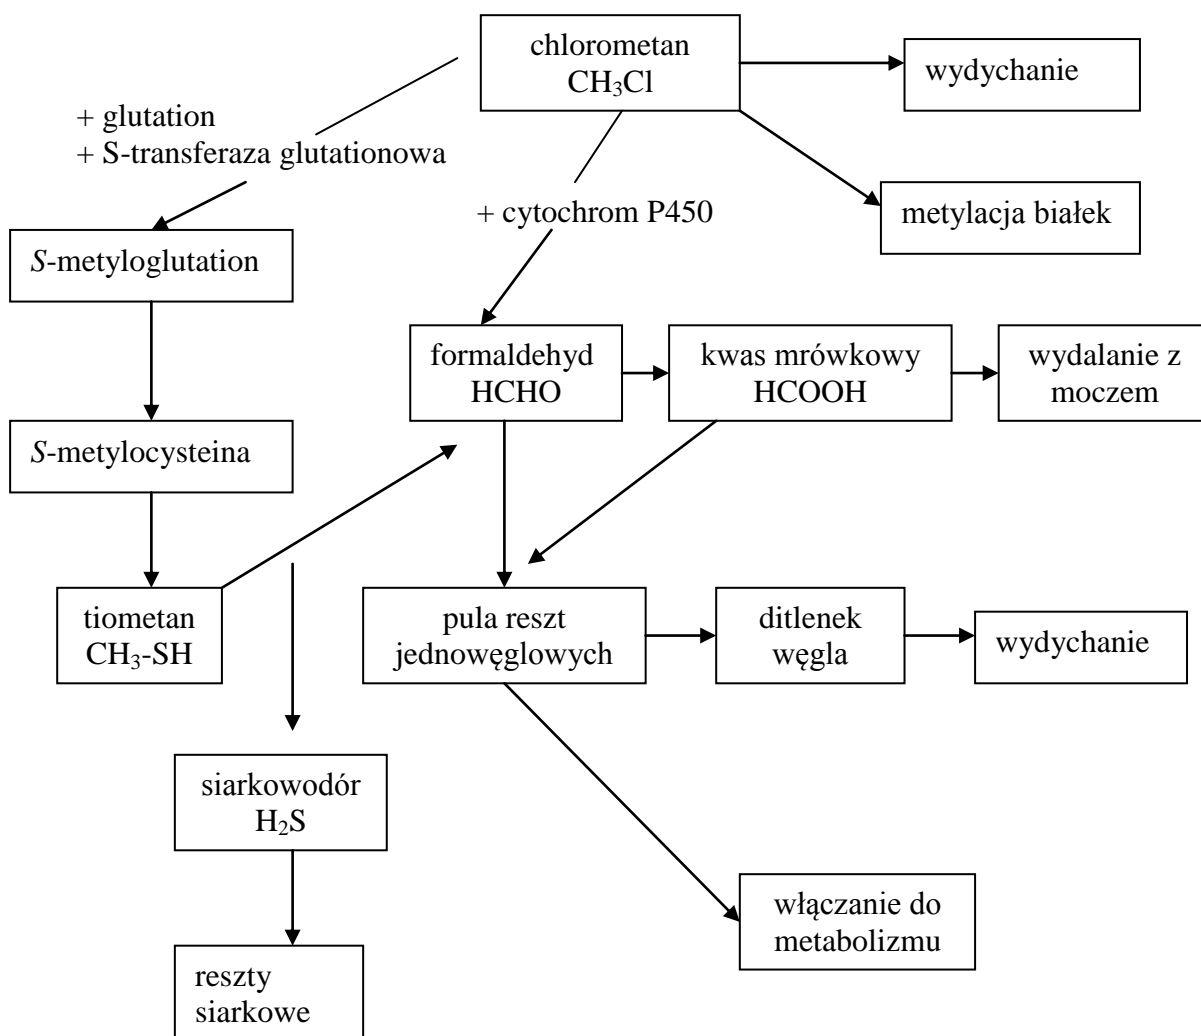 chlorometan
CH₃Cl
wydychanie
+ glutation
+ S-transferaza glutationowa
+ cytochrom P450
metylacja białek
S-metyloglutation
formaldehyd
HCHO
kwas mrówkowy
HCOOH
wydalanie z
moczem
S-metylocysteina
tiometan
CH₃-SH
pula reszt
jednowęglowych
ditlenek
węgla
wydychanie
siarkowodór
H₂S
włączanie do
metabolizmu
reszty
siarkowe